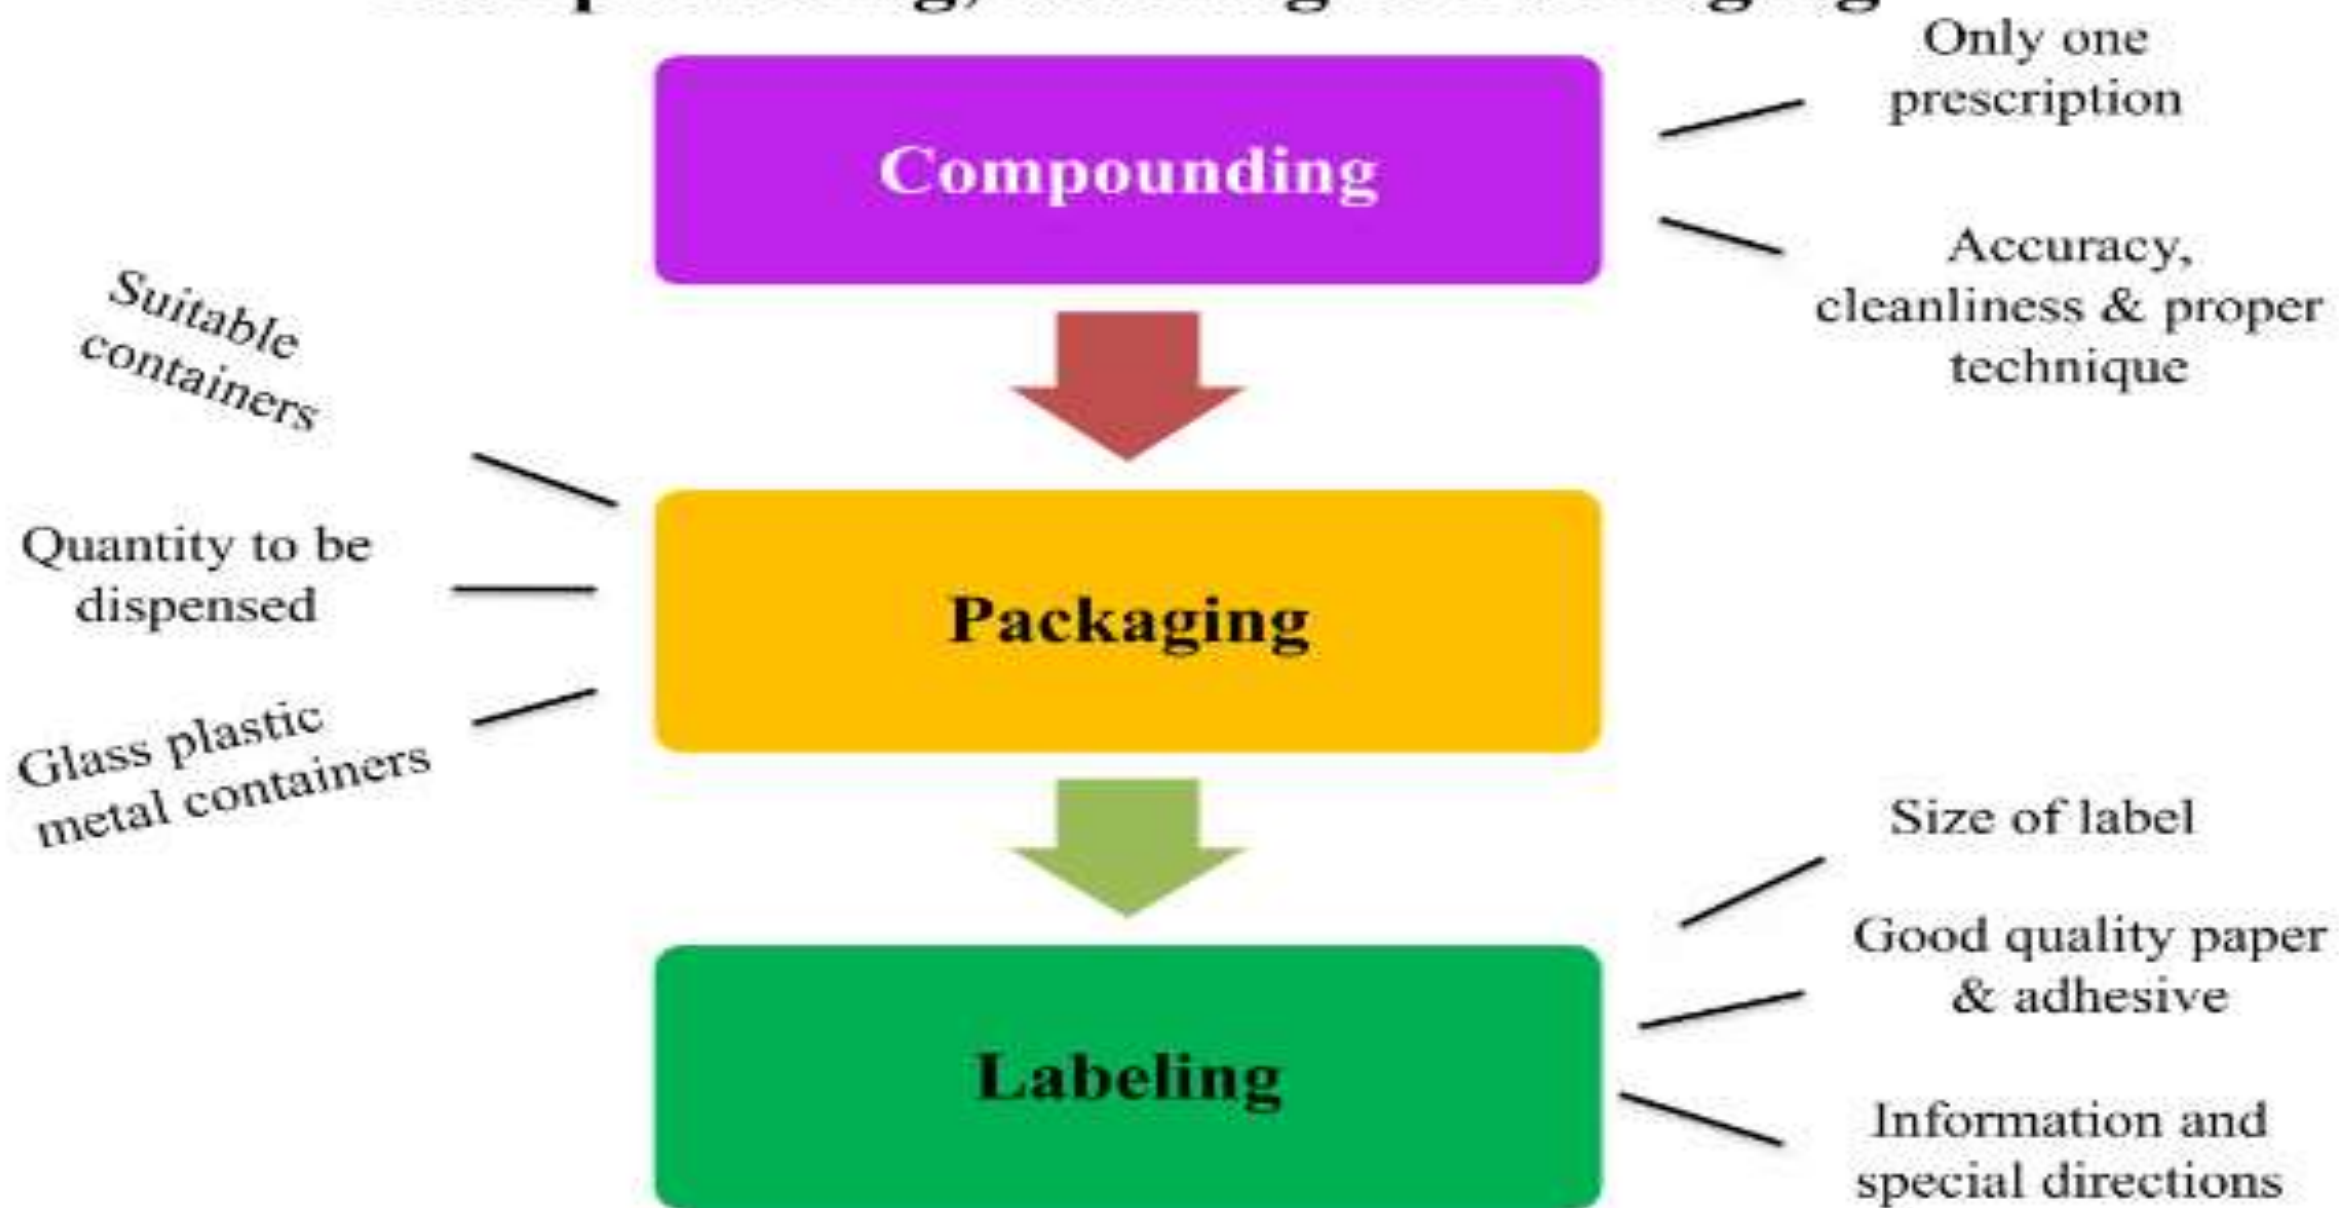 Only one
prescription
Compounding
Accuracy,
cleanliness & proper
technique
Suitable
containers
Quantity to be
dispensed
Packaging
Glass plastic
metal containers
Size of label
Good quality paper
& adhesive
Labeling
Information and
special directions